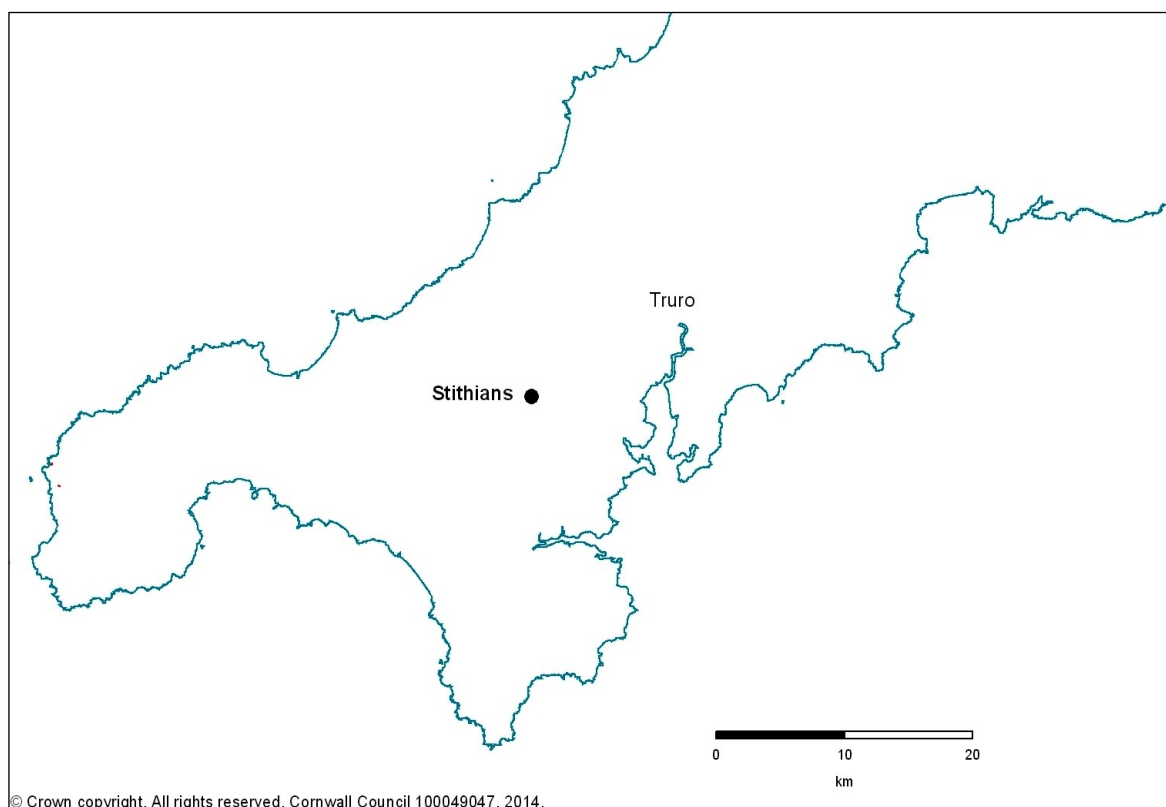 Truro
Stithians
0 10 20
km
© Crown copyright. All rights reserved. Cornwall Council 100049047, 2014.